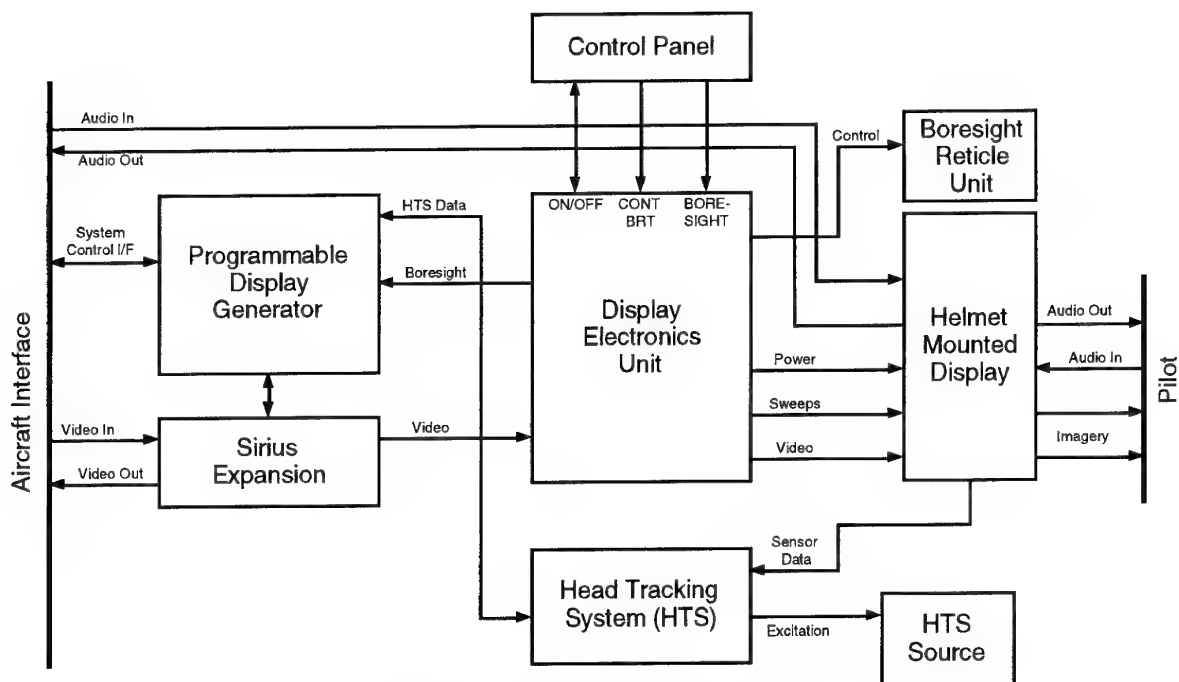 Control Panel
Audio In
Audio Out
Control
Boresight
Reticle
Unit
ON/OFF
CONT
BRT
BORE-
SIGHT
HTS Data
System
Control I/F
Programmable
Display
Generator
Boresight
Display
Electronics
Unit
Helmet
Mounted
Display
Audio Out
Audio In
Power
Sweeps
Video
Imagery
Aircraft Interface
Pilot
Video In
Video Out
Sirius
Expansion
Video
Sensor
Data
Head Tracking
System (HTS)
Excitation
HTS
Source